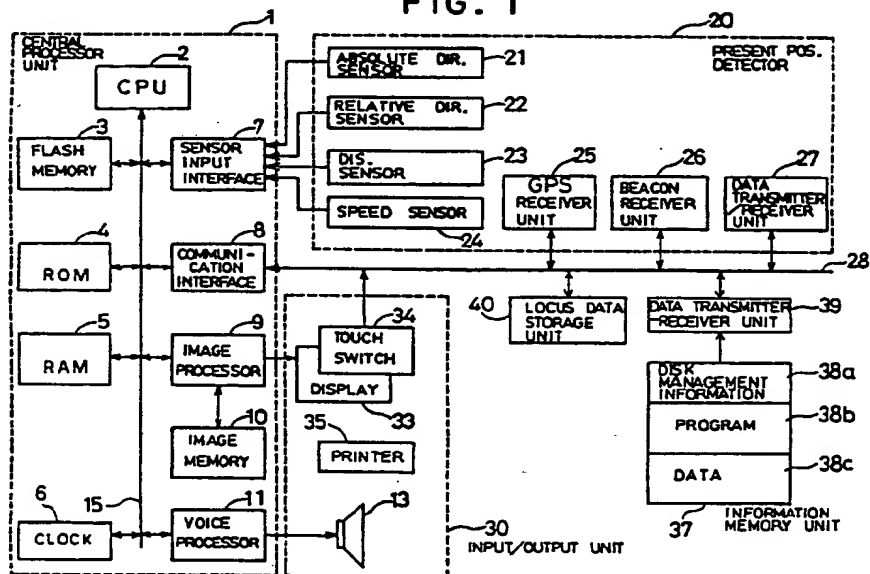 FIG. 1
1
CENTRAL
PROCESSOR
UNIT
2
CPU
3
FLASH
MEMORY
7
SENSOR
INPUT
INTERFACE
4
ROM
8
COMMUNI-
CATION
INTERFACE
5
RAM
9
IMAGE
PROCESSOR
10
IMAGE
MEMORY
6
CLOCK
15
11
VOICE
PROCESSOR
20
PRESENT POS.
DETECTOR
ABSOLUTE DIR.
SENSOR
21
RELATIVE DIR.
SENSOR
22
DIS.
SENSOR
23
SPEED SENSOR
24
25
GPS
RECEIVER
UNIT
26
BEACON
RECEIVER
UNIT
27
DATA
TRANSMITTER
-RECEIVER
UNIT
28
34
TOUCH
SWITCH
DISPLAY
33
35
PRINTER
13
30
INPUT/OUTPUT UNIT
40
LOCUS DATA
STORAGE
UNIT
DATA TRANSMITTER
-RECEIVER UNIT
39
DISK
MANAGEMENT
INFORMATION
38a
PROGRAM
38b
DATA
38c
37
INFORMATION
MEMORY UNIT